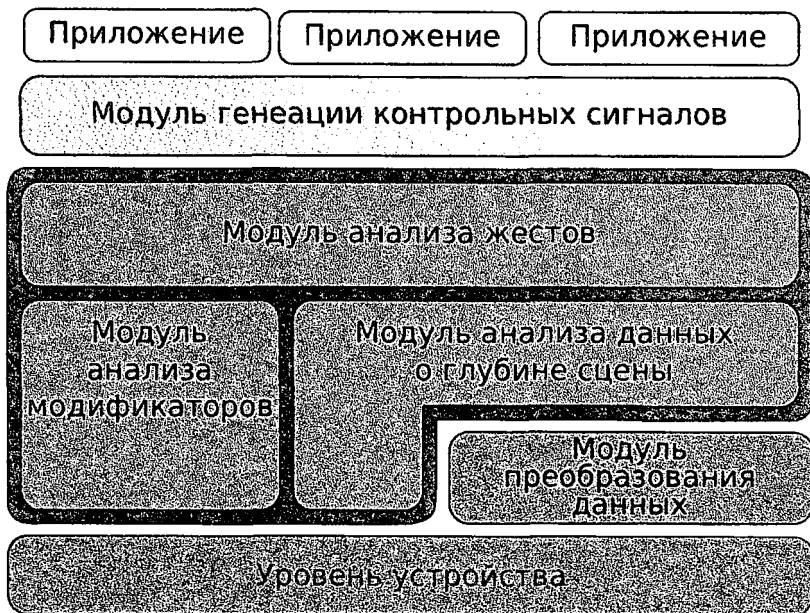 Приложение Приложение Приложение
Модуль генеации контрольных сигналов
Модуль анализа жестов
Модуль
анализа
модификаторов
Модуль анализа данных
о глубине сцены
Модуль
преобразования
данных
Уровень устройства